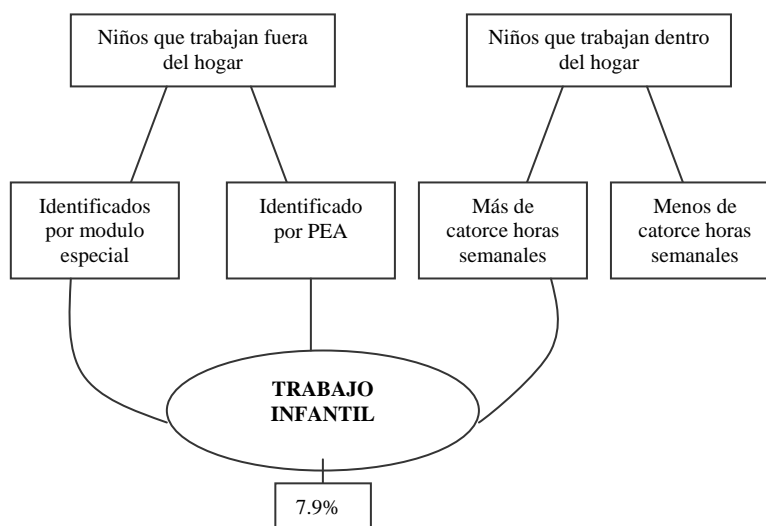 Niños que trabajan fuera
del hogar
Niños que trabajan dentro
del hogar
Identificados
por modulo
especial
Identificado
por PEA
Más de
catorce horas
semanales
Menos de
catorce horas
semanales
TRABAJO
INFANTIL
7.9%